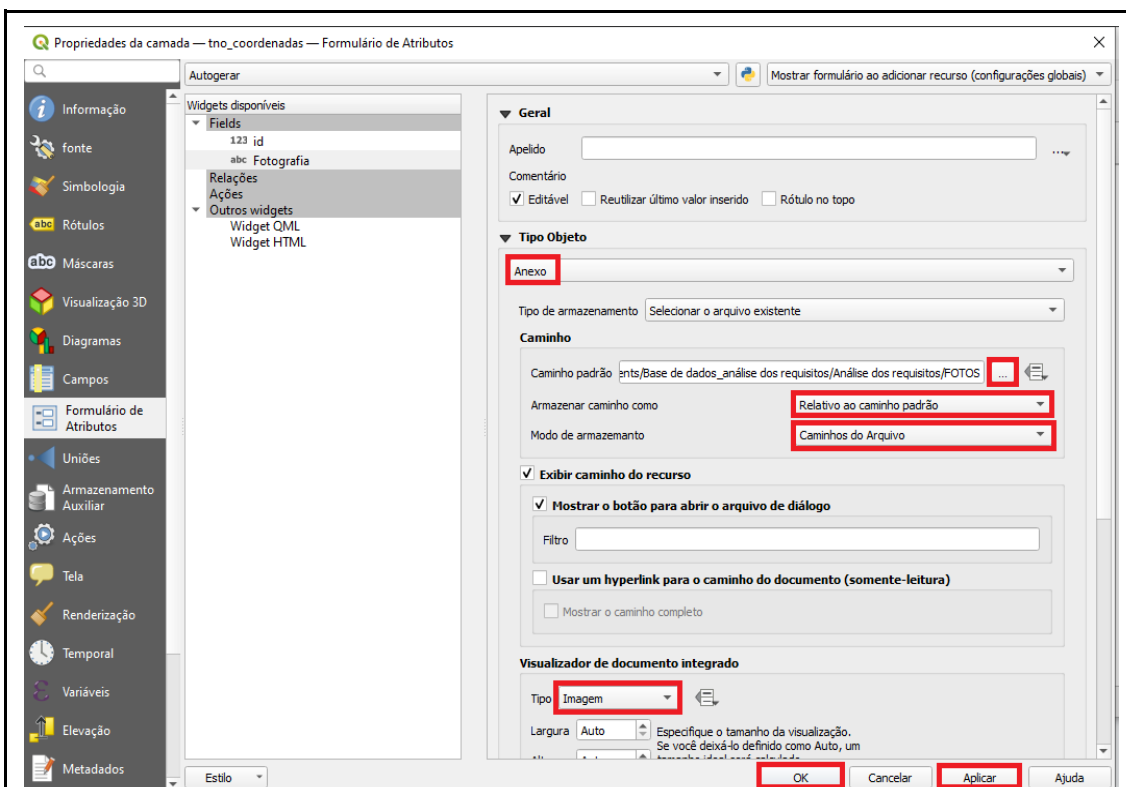 Propriedades da camada — tno_coordenadas — Formulário de Atributos
Autogerar
Mostrar formulário ao adicionar recurso (configurações globais)
Informação
fonte
Simbologia
abc Rótulos
abc Máscaras
Visualização 3D
Diagramas
Campos
Formulário de
Atributos
Uniões
Armazenamento
Auxiliar
Ações
Tela
Renderização
Temporal
Variáveis
Elevação
Metadados
Widgets disponíveis
Fields
123 id
abc Fotografia
Relações
Ações
Outros widgets
Widget QML
Widget HTML
Geral
Apelido
...
Comentário
Editável Reutilizar último valor inserido Rótulo no topo
Tipo Objeto
Anexo
Tipo de armazenamento Selecionar o arquivo existente
Caminho
Caminho padrão ents/Base de dados_análise dos requisitos/Análise dos requisitos/FOTOS ...
Armazenar caminho como Relativo ao caminho padrão
Modo de armazemanto Caminhos do Arquivo
Exibir caminho do recurso
Mostrar o botão para abrir o arquivo de diálogo
Filtro
Usar um hyperlink para o caminho do documento (somente-leitura)
Mostrar o caminho completo
Visualizador de documento integrado
Tipo Imagem
Largura Auto Especifique o tamanho da visualização.
Se você deixá-lo definido como Auto, um
Estilo
OK Cancelar Aplicar Ajuda